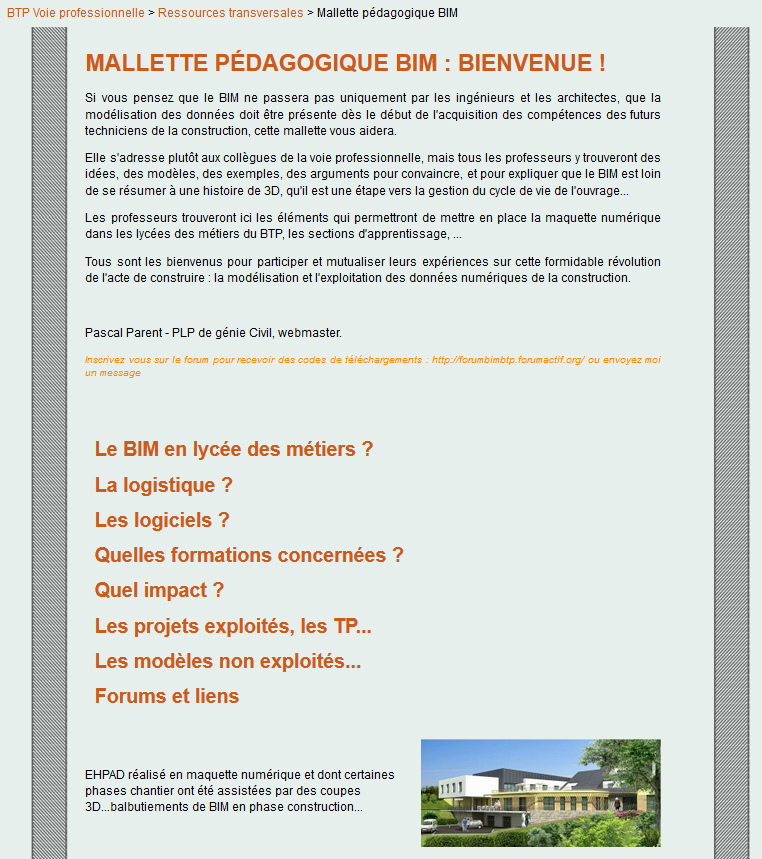 BTP Voie professionnelle > Ressources transversales > Mallette pédagogique BIM
MALLETTE PÉDAGOGIQUE BIM : BIENVENUE !
Si vous pensez que le BIM ne passera pas uniquement par les ingénieurs et les architectes, que la
modélisation des données doit être présente dès le début de l'acquisition des compétences des futurs
techniciens de la construction, cette mallette vous aidera.
Elle s'adresse plutôt aux collègues de la voie professionnelle, mais tous les professeurs y trouveront des
idées, des modèles, des exemples, des arguments pour convaincre, et pour expliquer que le BIM est loin
de se résumer à une histoire de 3D, qu'il est une étape vers la gestion du cycle de vie de l'ouvrage...
Les professeurs trouveront ici les éléments qui permettront de mettre en place la maquette numérique
dans les lycées des métiers du BTP, les sections d'apprentissage, ...
Tous sont les bienvenus pour participer et mutualiser leurs expériences sur cette formidable révolution
de l'acte de construire : la modélisation et l'exploitation des données numériques de la construction.
Pascal Parent - PLP de génie Civil, webmaster.
Inscrivez vous sur le forum pour recevoir des codes de téléchargements : http://forumbimbtp.forumactif.org/ ou envoyez moi
un message
Le BIM en lycée des métiers ?
La logistique ?
Les logiciels ?
Quelles formations concernées ?
Quel impact ?
Les projets exploités, les TP...
Les modèles non exploités...
Forums et liens
EHPAD réalisé en maquette numérique et dont certaines
phases chantier ont été assistées par des coupes
3D...balbutiements de BIM en phase construction...